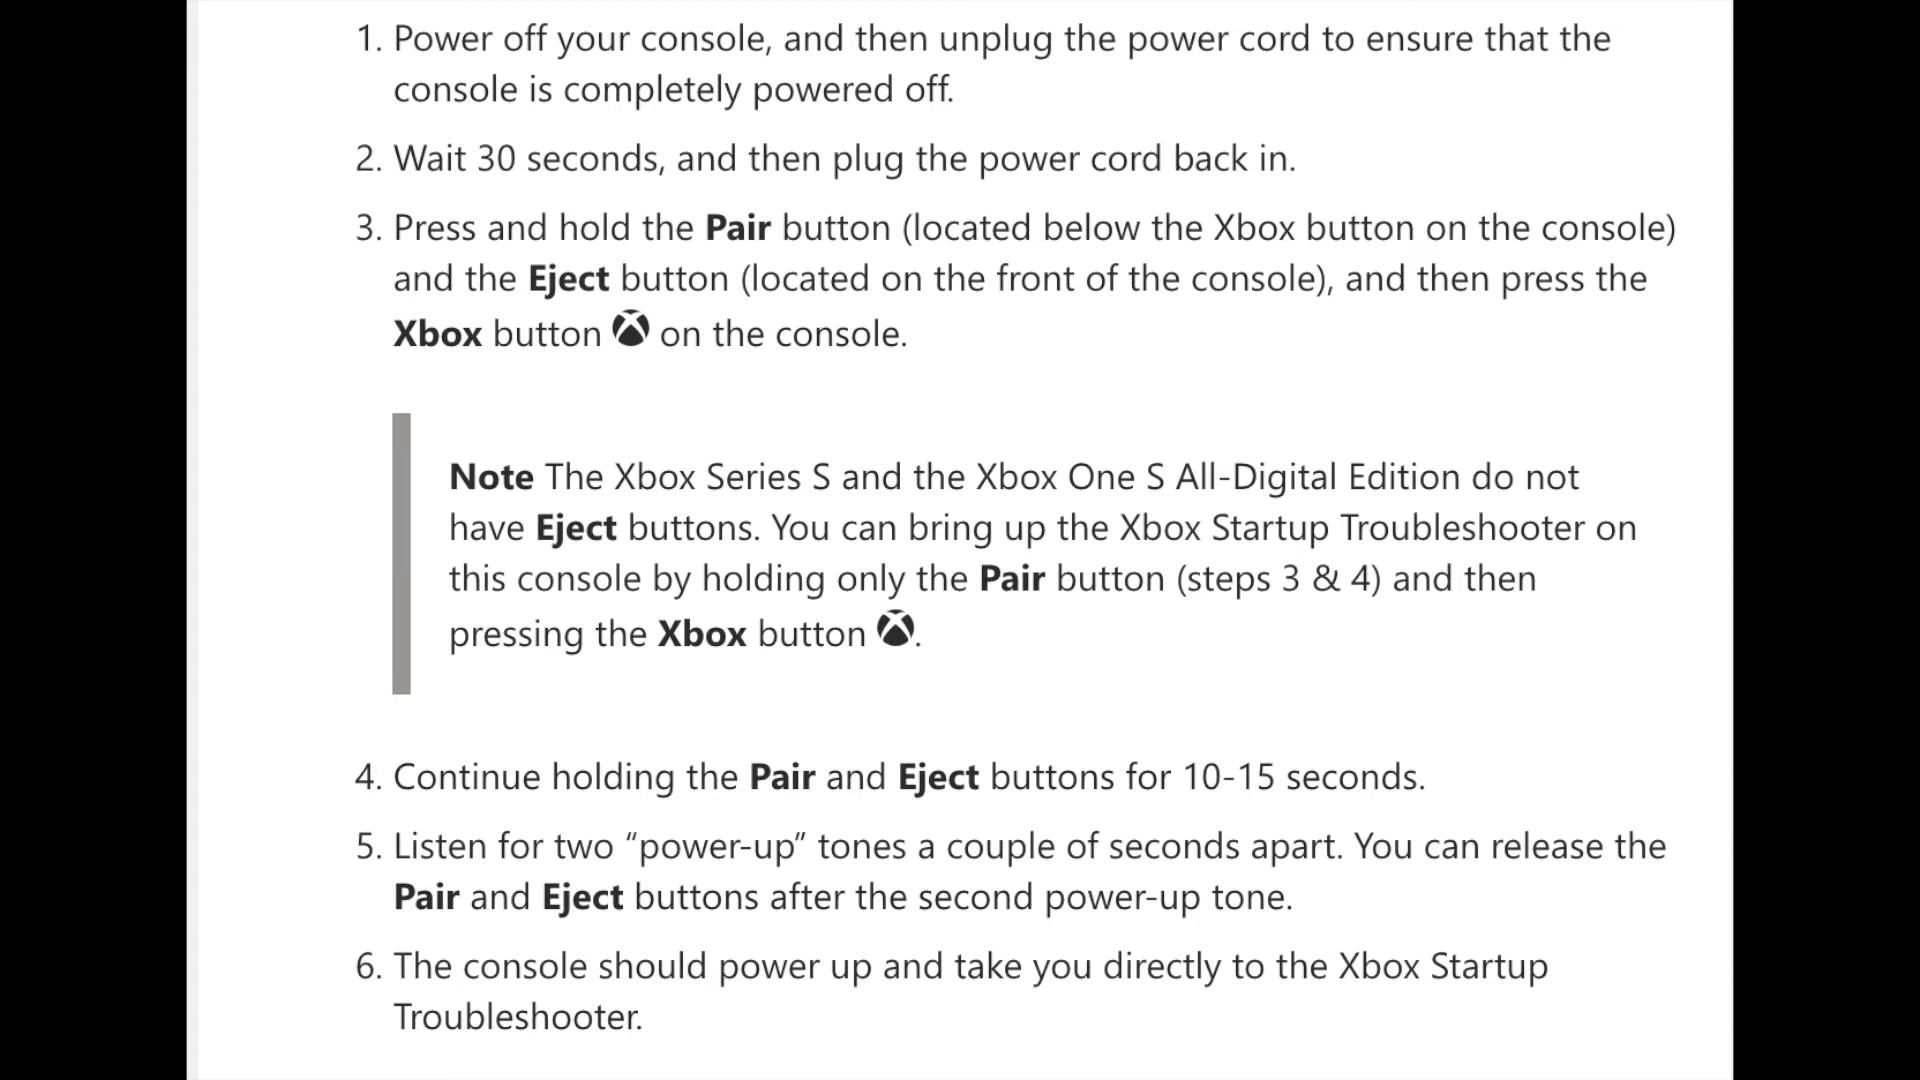 1. Power off your console, and then unplug the power cord to ensure that the
console is completely powered off.
2. Wait 30 seconds, and then plug the power cord back in.
3. Press and hold the Pair button (located below the Xbox button on the console)
and the Eject button (located on the front of the console), and then press the
Xbox button on the console.
Note The Xbox Series S and the Xbox One S All-Digital Edition do not
have Eject buttons. You can bring up the Xbox Startup Troubleshooter on
this console by holding only the Pair button (steps 3 & 4) and then
pressing the Xbox button .
4. Continue holding the Pair and Eject buttons for 10-15 seconds.
5. Listen for two “power-up” tones a couple of seconds apart. You can release the
Pair and Eject buttons after the second power-up tone.
6. The console should power up and take you directly to the Xbox Startup
Troubleshooter.